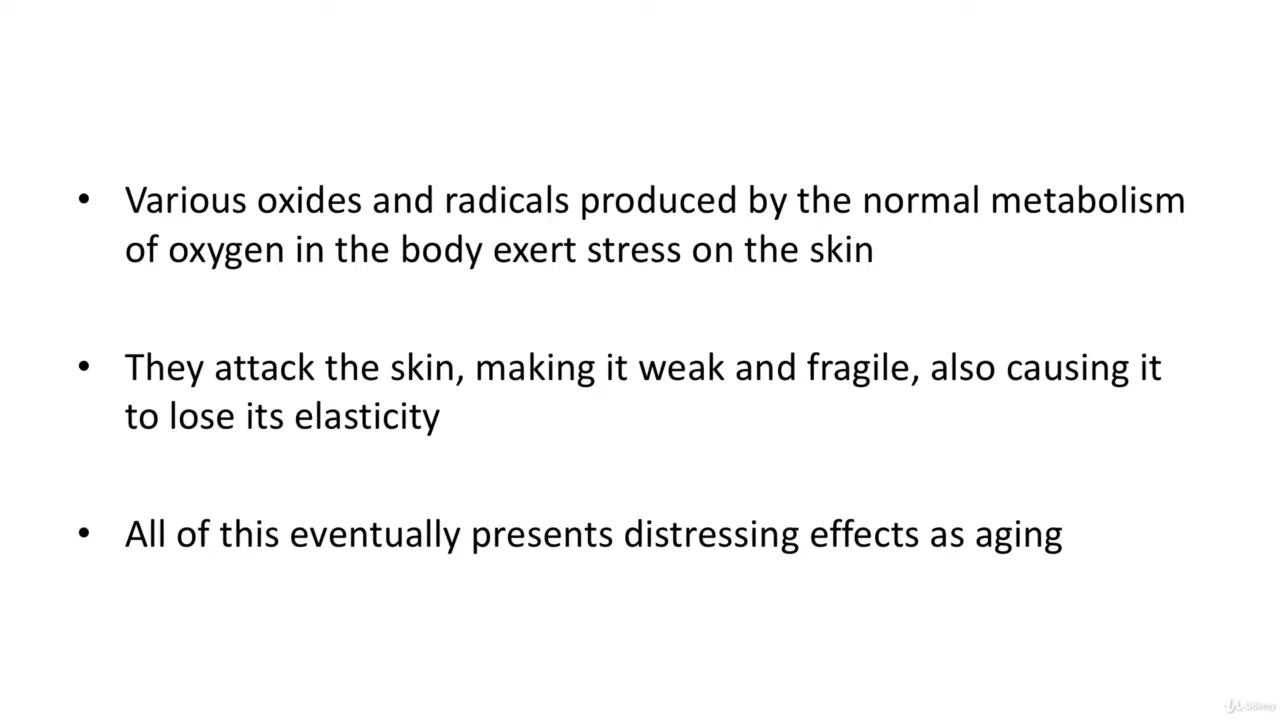 • Various oxides and radicals produced by the normal metabolism
of oxygen in the body exert stress on the skin
• They attack the skin, making it weak and fragile, also causing it
to lose its elasticity
• All of this eventually presents distressing effects as aging
Udemy